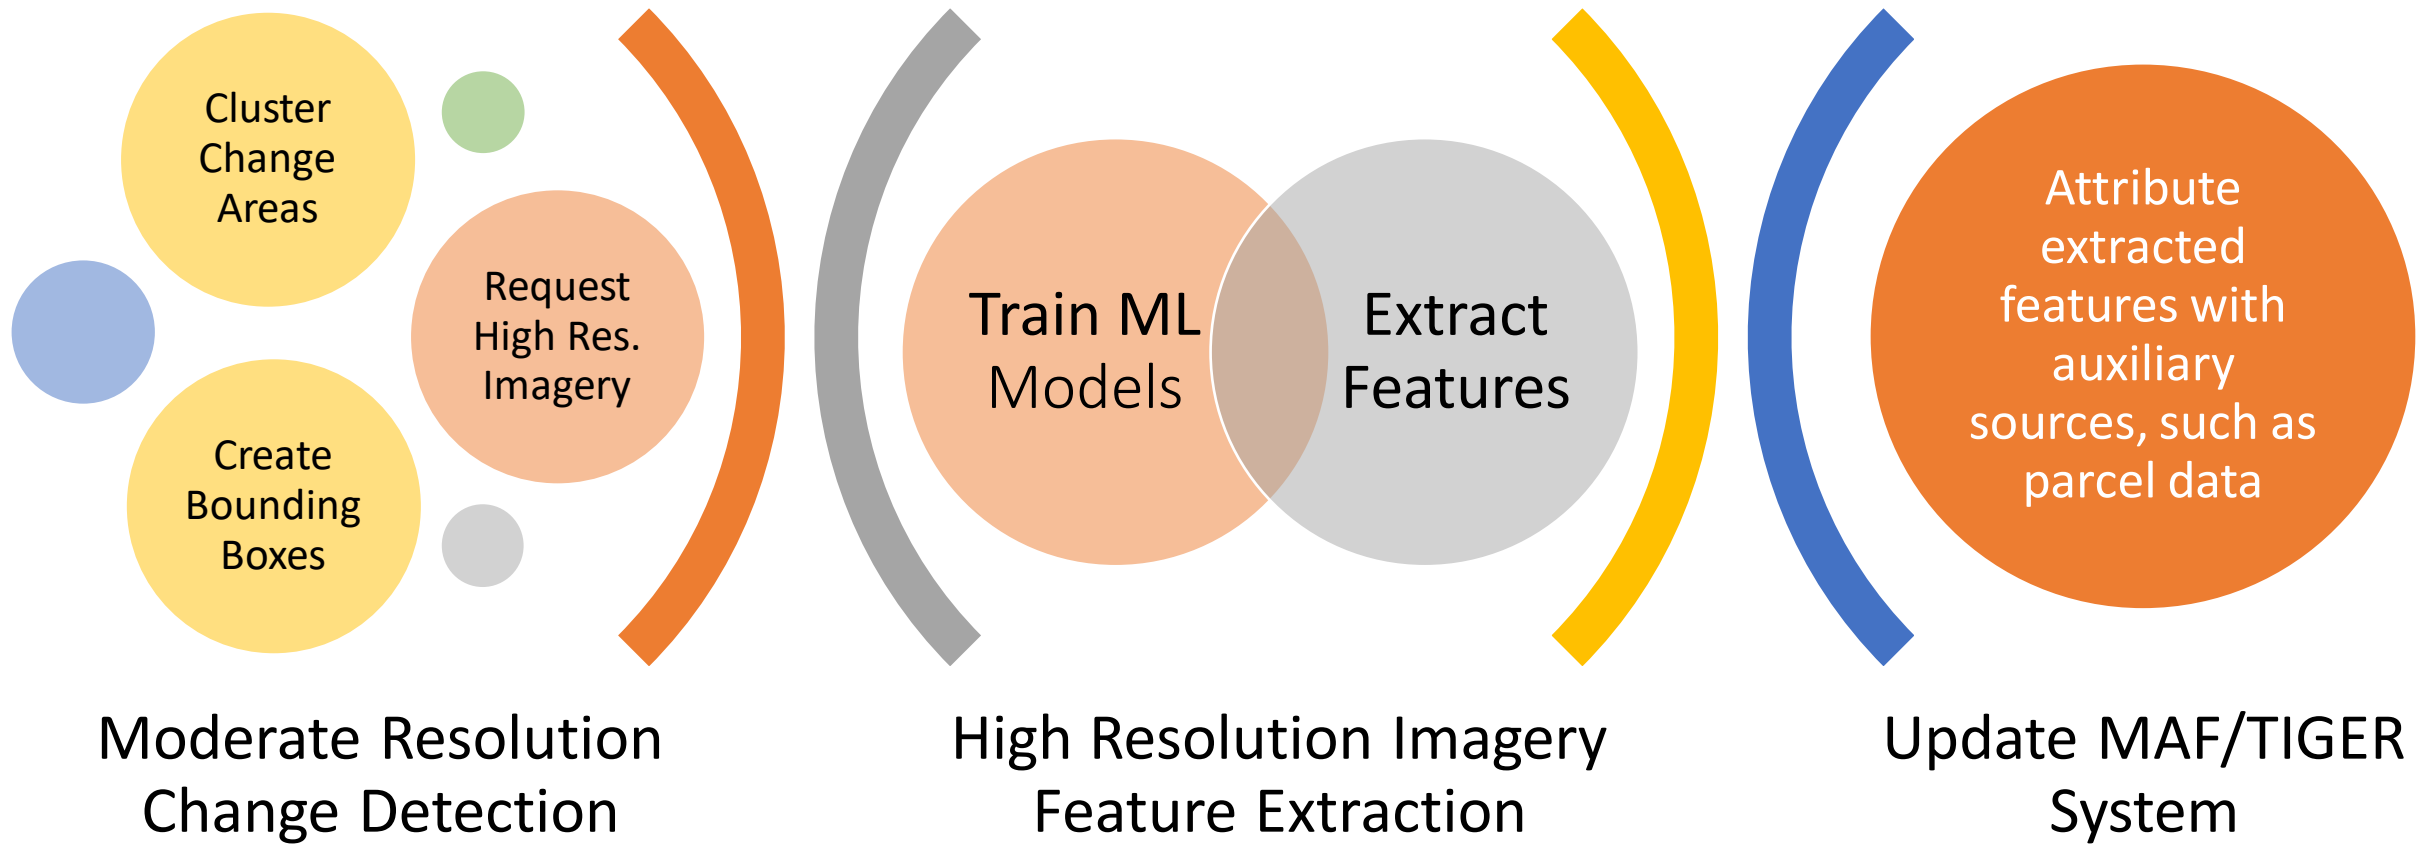 Cluster
Change
Areas
Request
High Res.
Imagery
Create
Bounding
Boxes
Moderate Resolution
Change Detection
Train ML
Models
Extract
Features
High Resolution Imagery
Feature Extraction
Attribute
extracted
features with
auxiliary
sources, such as
parcel data
Update MAF/TIGER
System